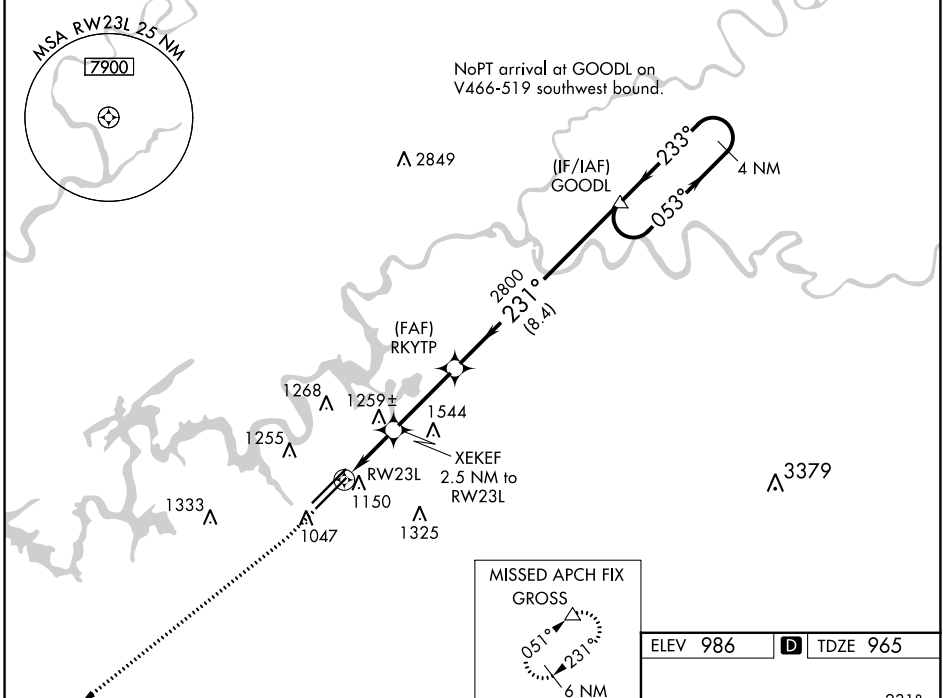 MSA RW23L 25 NM
7900
NoPT arrival at GOODL on
V466-519 southwest bound.
2849
(IF/IAF)
GOODL
233°
053°
4 NM
2800
231°
(8.4)
(FAF)
RKYTP
1268
1259±
1544
1255
XEKEF
2.5 NM to
RW23L
RW23L
1150
3379
1333
1047
1325
MISSED APCH FIX
GROSS
051°
231°
6 NM
ELEV 986
D
TDZE 965